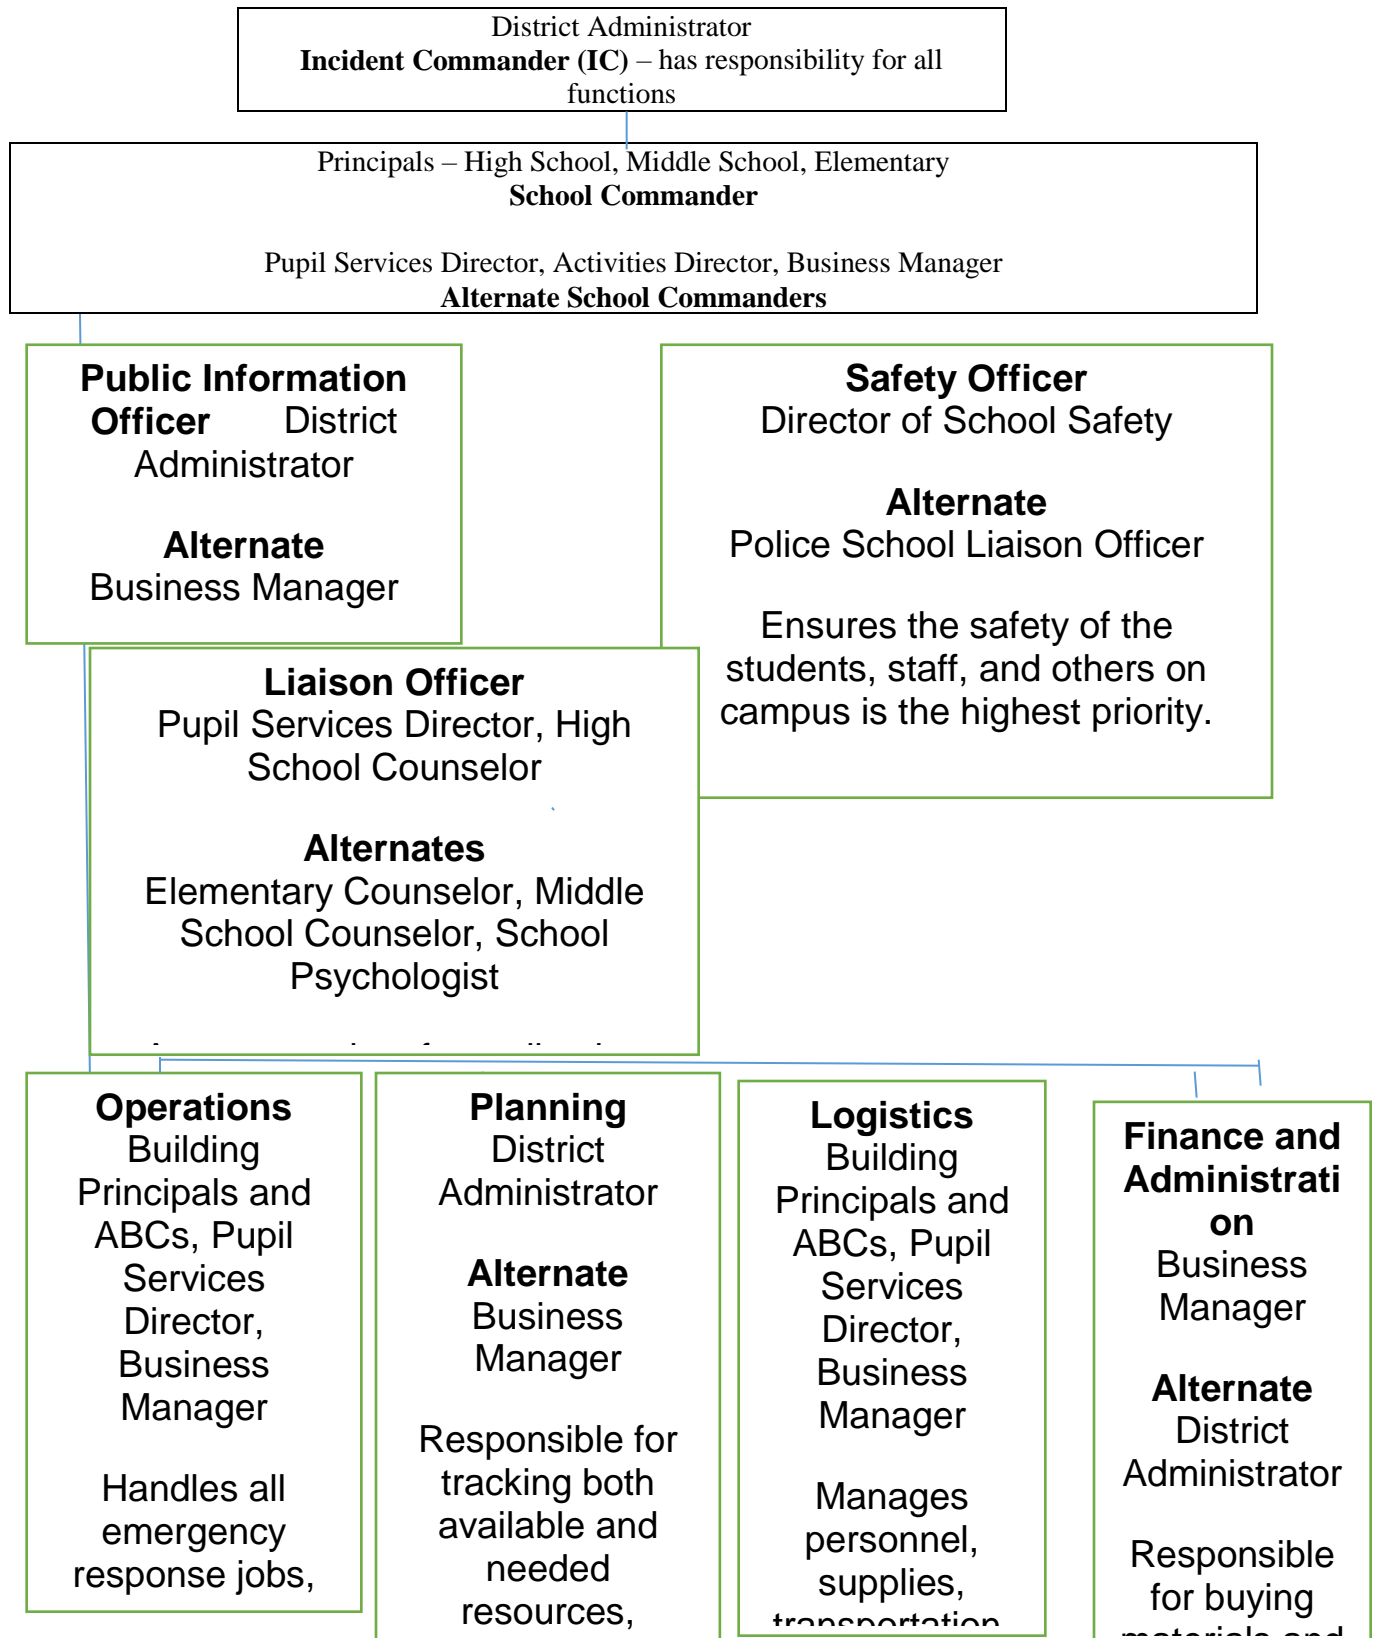 District Administrator
Incident Commander (IC) – has responsibility for all
functions
Principals – High School, Middle School, Elementary
School Commander
Pupil Services Director, Activities Director, Business Manager
Alternate School Commanders
Public Information
Officer District
Administrator
Alternate
Business Manager
Safety Officer
Director of School Safety
Alternate
Police School Liaison Officer
Ensures the safety of the
students, staff, and others on
campus is the highest priority.
Liaison Officer
Pupil Services Director, High
School Counselor
Alternates
Elementary Counselor, Middle
School Counselor, School
Psychologist
Operations
Building
Principals and
ABCs, Pupil
Services
Director,
Business
Manager
Handles all
emergency
response jobs,
Planning
District
Administrator
Alternate
Business
Manager
Responsible for
tracking both
available and
needed
resources,
Logistics
Building
Principals and
ABCs, Pupil
Services
Director,
Business
Manager
Manages
personnel,
supplies,
transportation
Finance and
Administrati
on
Business
Manager
Alternate
District
Administrator
Responsible
for buying
materials and